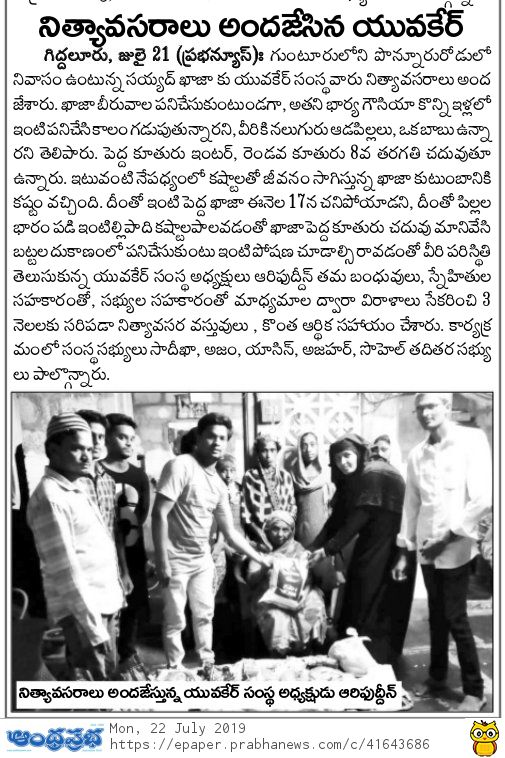 నిత్యావసరాలు అందజేసిన యువకేర్
గిద్దలూరు, జులై 21 (ప్రభన్యూస్): గుంటూరులోని పొన్నూరురోడులో
నివాసం ఉంటున్న సయ్యద్ ఖాజా కు యువకేర్ సంస్థ వారు నిత్యావసరాలు అంద
జేశారు. ఖాజా బీరువాల పనిచేసుకుంటుండగా, అతని భార్య గౌసియా కొన్ని ఇళ్లలో
ఇంటి పనిచేసి కాలం గడుపుతున్నారని, వీరికి నలుగురు ఆడపిల్లలు, ఒక బాబు ఉన్నా
రని తెలిపారు. పెద్ద కూతురు ఇంటర్, రెండవ కూతురు 8వ తరగతి చదువుతూ
ఉన్నారు. ఇటువంటి నేపథ్యంలో కష్టాలతో జీవనం సాగిస్తున్న ఖాజా కుటుంబానికి
కష్టం వచ్చింది. దీంతో ఇంటి పెద్ద ఖాజా ఈనెల 17న చనిపోయాడని, దీంతో పిల్లల
భారం పడి ఇంటిల్లిపాది కష్టాలపాలవడంతో ఖాజా పెద్ద కూతురు చదువు మానివేసి
బట్టల దుకాణంలో పనిచేసుకుంటు ఇంటి పోషణ చూడాల్సి రావడంతో వీరి పరిస్థితి
తెలుసుకున్న యువకేర్ సంస్థ అధ్యక్షులు ఆరిఫుద్దీన్ తమ బంధువులు, స్నేహితుల
సహకారంతో, సభ్యుల సహకారంతో మాధ్యమాల ద్వారా విరాళాలు సేకరించి 3
నెలలకు సరిపడా నిత్యావసర వస్తువులు , కొంత ఆర్థిక సహాయం చేశారు. కార్యక్ర
మంలో సంస్థ సభ్యులు సాదిఖా, అజం, యాసిన్, అజహర్, సొహెల్ తదితర సభ్యు
లు పాల్గొన్నారు.
నిత్యావసరాలు అందజేస్తున్న యువకేర్ సంస్థ అధ్యక్షుడు ఆరిఫుద్దీన్
ఆంధ్రప్రభ
Mon, 22 July 2019
https://epaper.prabhanews.com/c/41643686